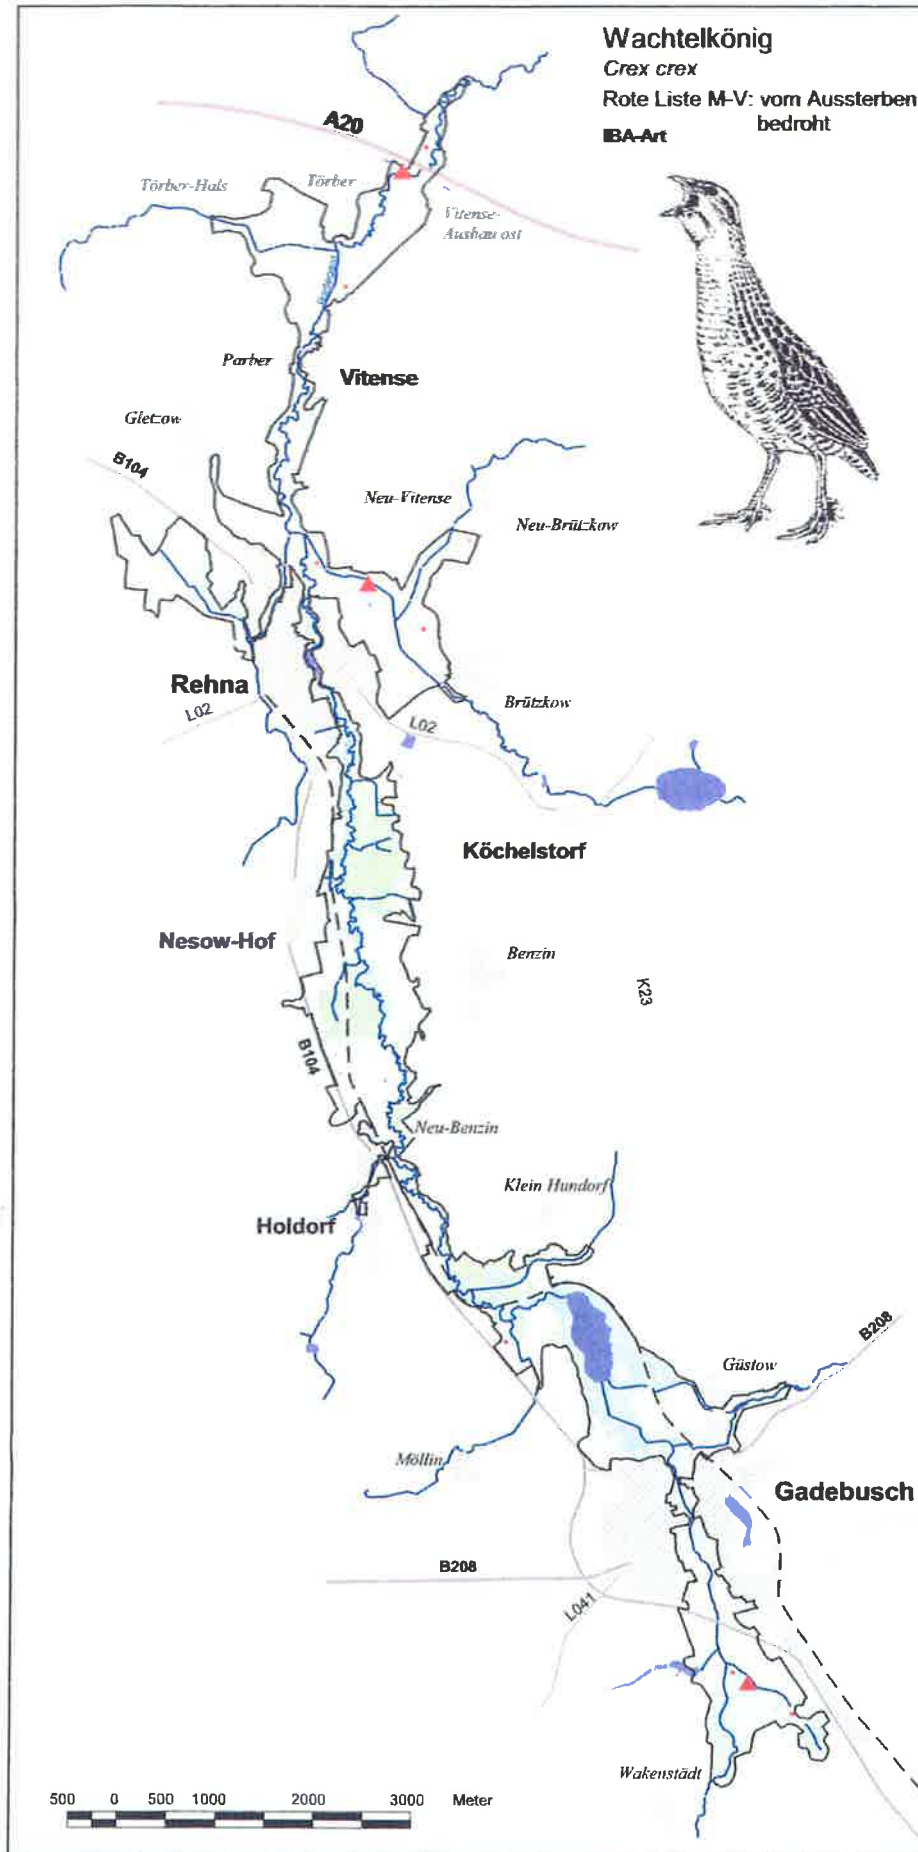 Wachtelkönig
Crex crex
Rote Liste M-V: vom Aussterben
bedroht
IBA-Art
A20
Törber-Hals
Törber
Vitense-
Ausbau ost
Parber
Vitense
Gletzow
B104
Neu-Vitense
Neu-Brützkow
Rehna
L02
Brützkow
L02
Köchelstorf
Nesow-Hof
Benzin
K23
B104
Neu-Benzin
Klein Hundorf
Holdorf
B208
Güstow
Möllin
Gadebusch
B208
L041
Wakenstädt
500 0 500 1000 2000 3000 Meter